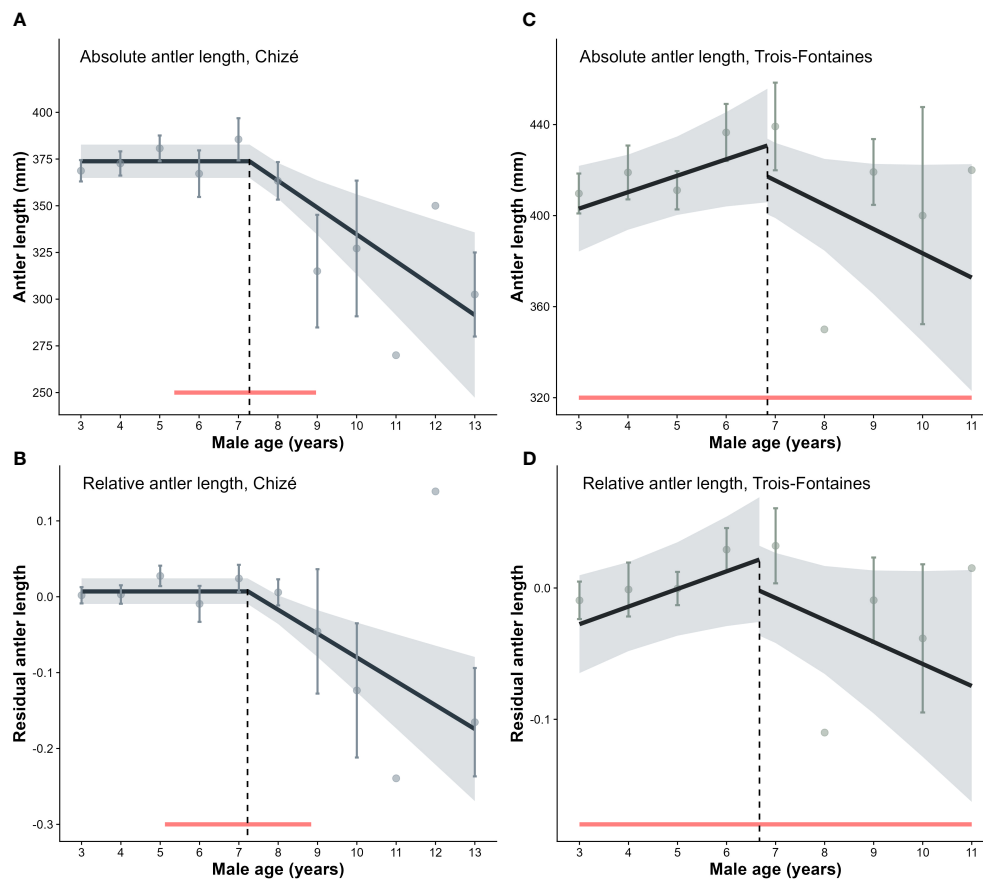 A
Absolute antler length, Chizé
Antler length (mm)
400
375
350
325
300
275
250
3 4 5 6 7 8 9 10 11 12 13
Male age (years)
B
Relative antler length, Chizé
Residual antler length
0.1
0.0
-0.1
-0.2
-0.3
3 4 5 6 7 8 9 10 11 12 13
Male age (years)
C
Absolute antler length, Trois-Fontaines
Antler length (mm)
440
400
360
320
3 4 5 6 7 8 9 10 11
Male age (years)
D
Relative antler length, Trois-Fontaines
Residual antler length
0.0
-0.1
3 4 5 6 7 8 9 10 11
Male age (years)